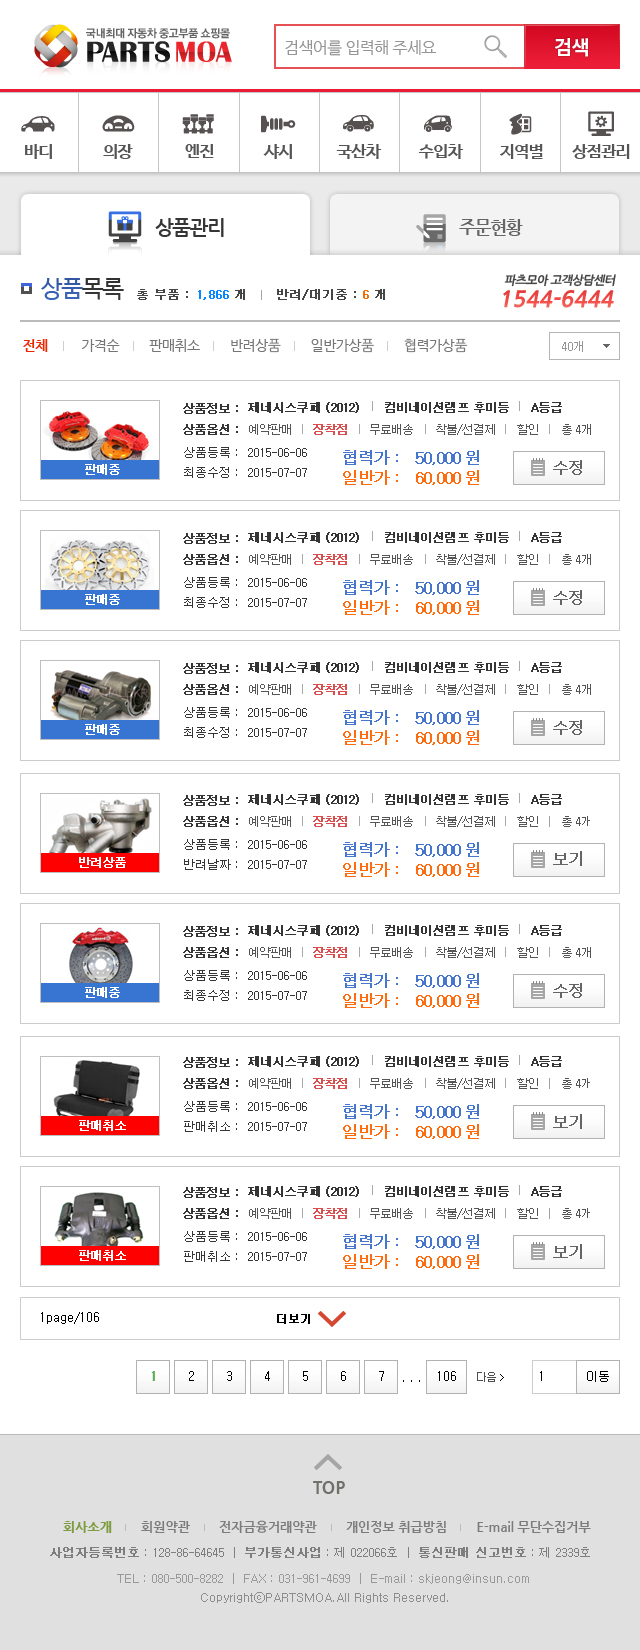 국내최대 자동차 중고부품 쇼핑몰
PARTS MOA
검색어를 입력해 주세요
검색
바디 의장 엔진 샤시 국산차 수입차 지역별 상점관리
상품관리 주문현황
상품목록 총 부품 : 1,866 개 | 반려/대기중 : 6 개
파츠모아 고객상담센터
1544-6444
전체 | 가격순 | 판매취소 | 반려상품 | 일반가상품 | 협력가상품 40개
상품정보 : 제네시스쿠페 (2012) | 컴비네이션램프 후미등 | A등급
상품옵션 : 예약판매 | 장착점 | 무료배송 | 착불/선결제 | 할인 | 총 4개
상품등록 : 2015-06-06 협력가 : 50,000 원
판매중 최종수정 : 2015-07-07 일반가 : 60,000 원 수정
상품정보 : 제네시스쿠페 (2012) | 컴비네이션램프 후미등 | A등급
상품옵션 : 예약판매 | 장착점 | 무료배송 | 착불/선결제 | 할인 | 총 4개
상품등록 : 2015-06-06 협력가 : 50,000 원
판매중 최종수정 : 2015-07-07 일반가 : 60,000 원 수정
상품정보 : 제네시스쿠페 (2012) | 컴비네이션램프 후미등 | A등급
상품옵션 : 예약판매 | 장착점 | 무료배송 | 착불/선결제 | 할인 | 총 4개
상품등록 : 2015-06-06 협력가 : 50,000 원
판매중 최종수정 : 2015-07-07 일반가 : 60,000 원 수정
상품정보 : 제네시스쿠페 (2012) | 컴비네이션램프 후미등 | A등급
상품옵션 : 예약판매 | 장착점 | 무료배송 | 착불/선결제 | 할인 | 총 4가
상품등록 : 2015-06-06 협력가 : 50,000 원
반려상품 반려날짜 : 2015-07-07 일반가 : 60,000 원 보기
상품정보 : 제네시스쿠페 (2012) | 컴비네이션램프 후미등 | A등급
상품옵션 : 예약판매 | 장착점 | 무료배송 | 착불/선결제 | 할인 | 총 4개
상품등록 : 2015-06-06 협력가 : 50,000 원
판매중 최종수정 : 2015-07-07 일반가 : 60,000 원 수정
상품정보 : 제네시스쿠페 (2012) | 컴비네이션램프 후미등 | A등급
상품옵션 : 예약판매 | 장착점 | 무료배송 | 착불/선결제 | 할인 | 총 4가
상품등록 : 2015-06-06 협력가 : 50,000 원
판매취소 판매취소 : 2015-07-07 일반가 : 60,000 원 보기
상품정보 : 제네시스쿠페 (2012) | 컴비네이션램프 후미등 | A등급
상품옵션 : 예약판매 | 장착점 | 무료배송 | 착불/선결제 | 할인 | 총 4가
상품등록 : 2015-06-06 협력가 : 50,000 원
판매취소 판매취소 : 2015-07-07 일반가 : 60,000 원 보기
1page/106 더보기
1 2 3 4 5 6 7 ... 106 다음 > 1 이동
TOP
회사소개 | 회원약관 | 전자금융거래약관 | 개인정보 취급방침 | E-mail 무단수집거부
사업자등록번호 : 128-86-64645 | 부가통신사업 : 제 022066호 | 통신판매 신고번호 : 제 2339호
TEL : 080-500-8282 | FAX : 031-961-4699 | E-mail : skjeong@insun.com
CopyrightⓒPARTSMOA.All Rights Reserved.